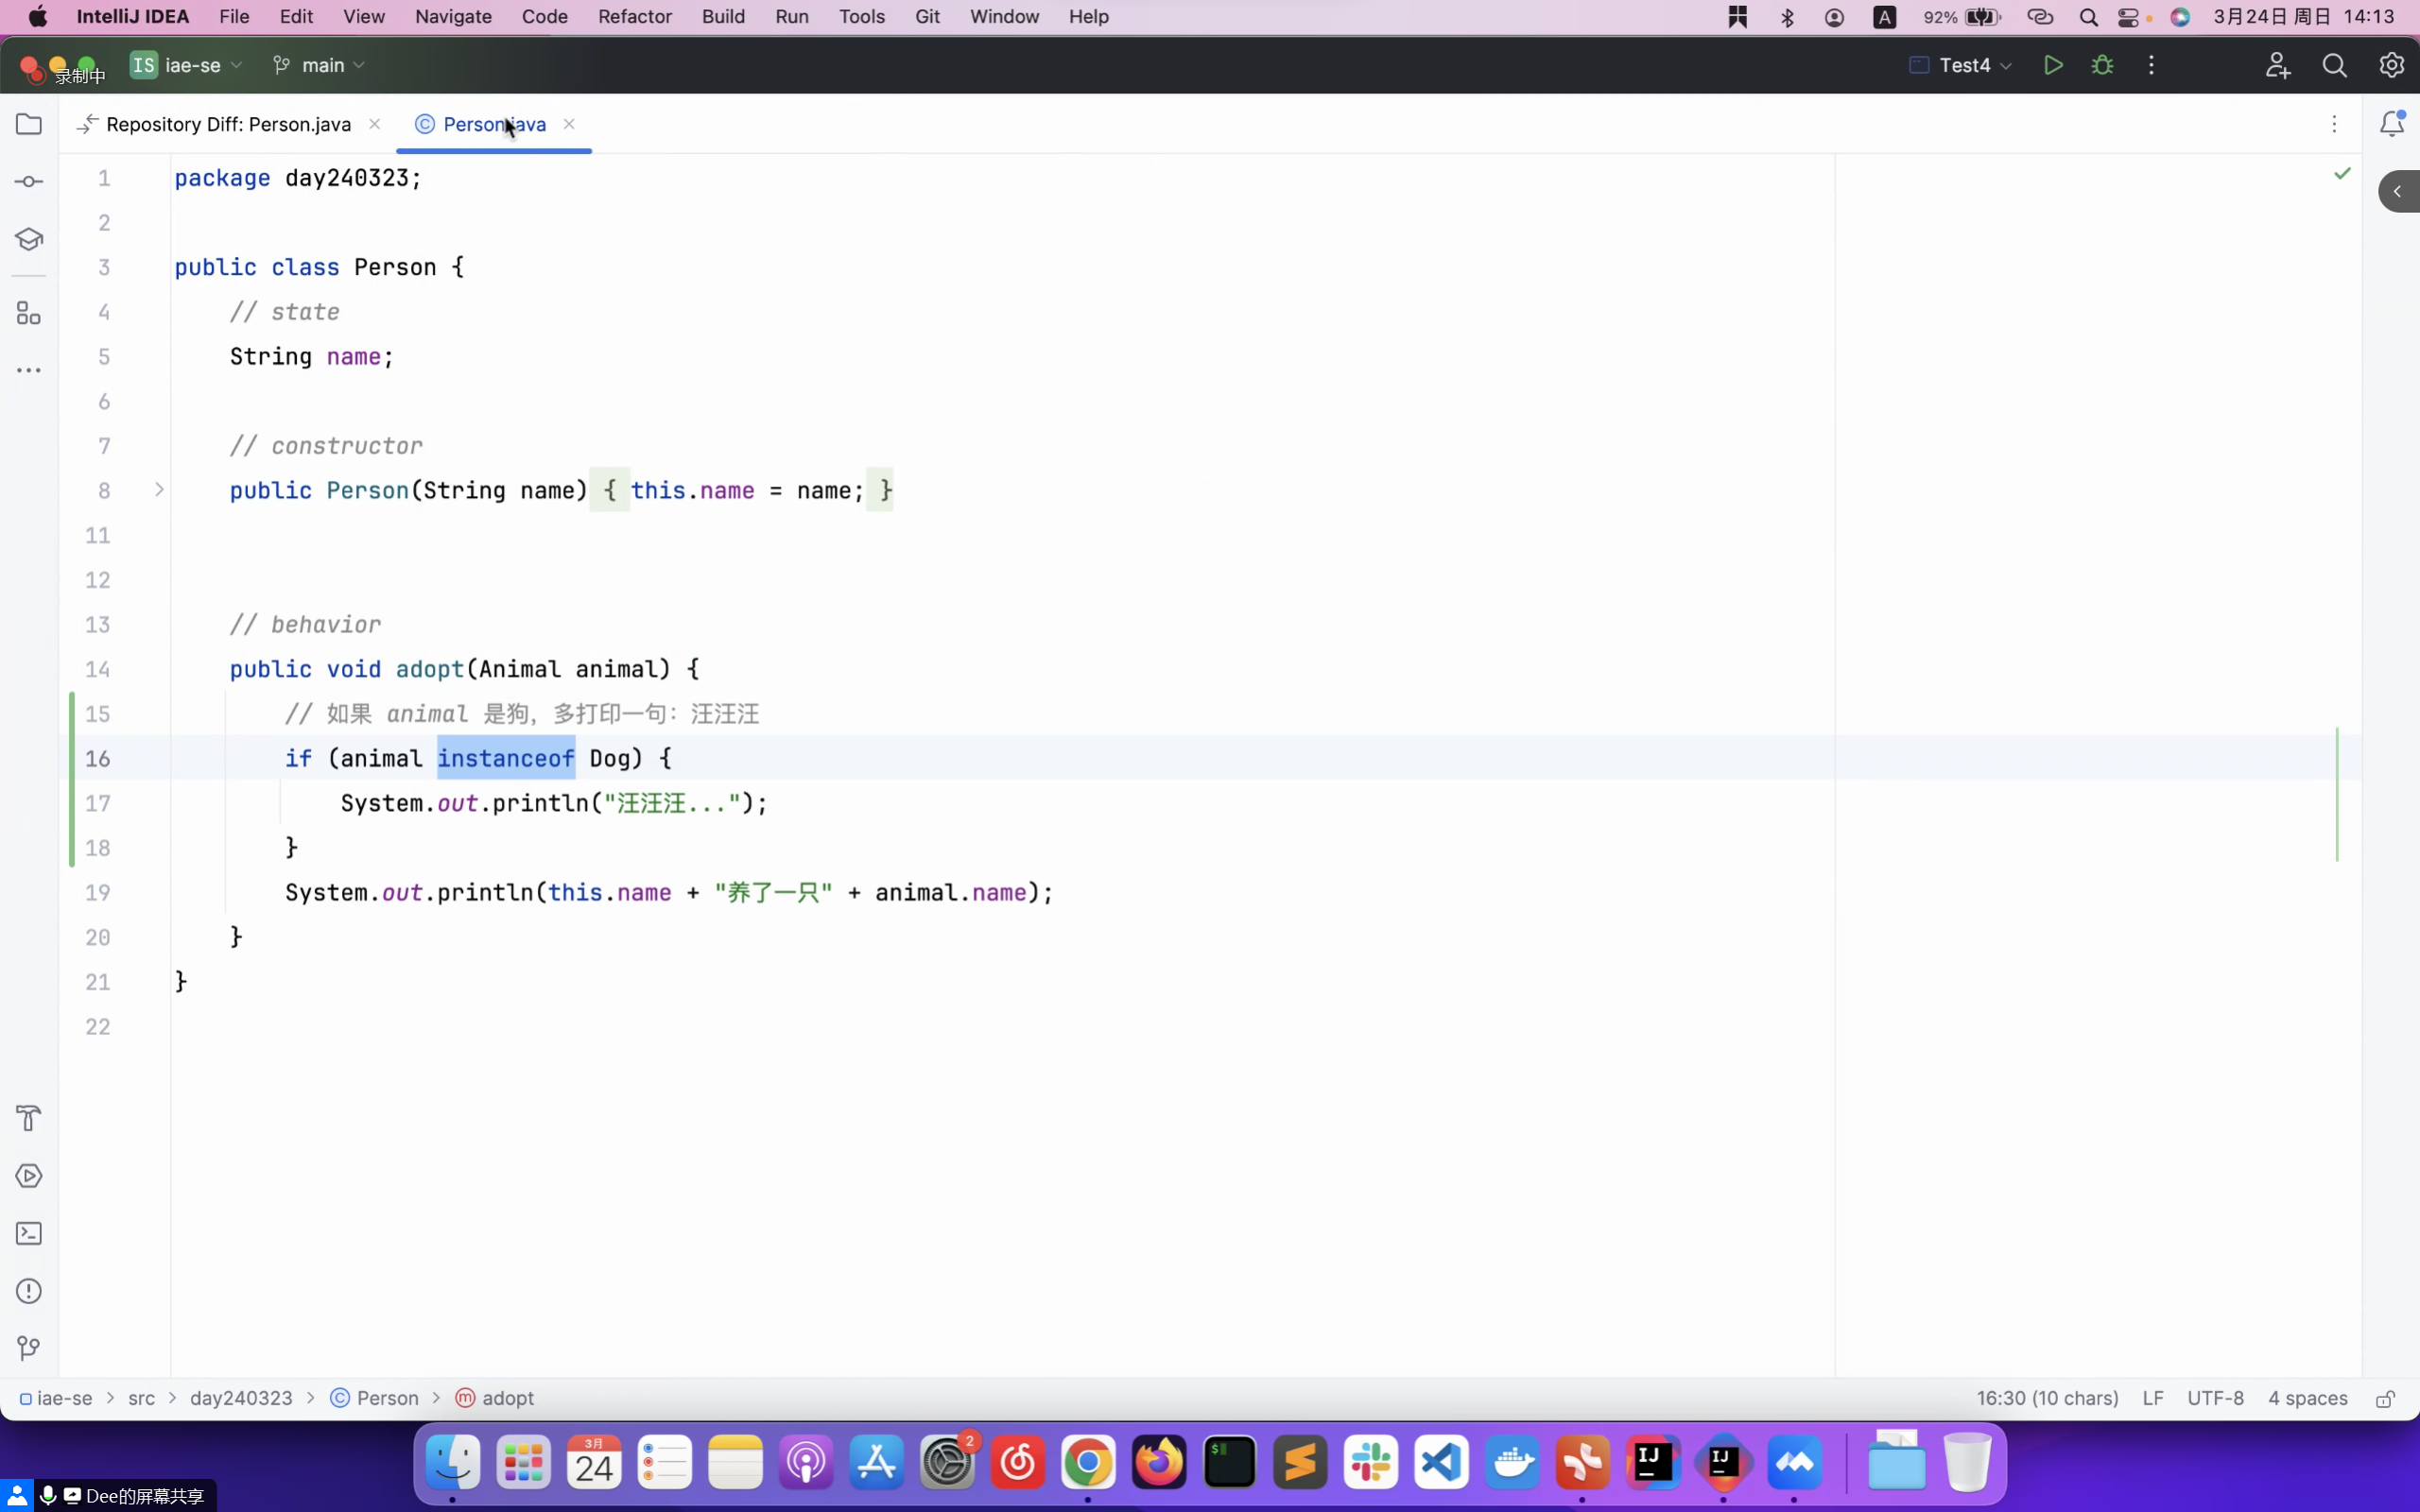 IntelliJ IDEA File Edit View Navigate Code Refactor Build Run Tools Git Window Help A 92% 3月24日 周日 14:13
录制中 IS iae-se main Test4
Repository Diff: Person.java Person.java
1 package day240323;
2
3 public class Person {
4 // state
5 String name;
6
7 // constructor
8 public Person(String name) { this.name = name; }
11
12
13 // behavior
14 public void adopt(Animal animal) {
15 // 如果 animal 是狗，多打印一句：汪汪汪
16 if (animal instanceof Dog) {
17 System.out.println("汪汪汪...");
18 }
19 System.out.println(this.name + "养了一只" + animal.name);
20 }
21 }
22
iae-se > src > day240323 > Person > adopt 16:30 (10 chars) LF UTF-8 4 spaces
3月
24
2
$
IJ
IJ
Dee的屏幕共享